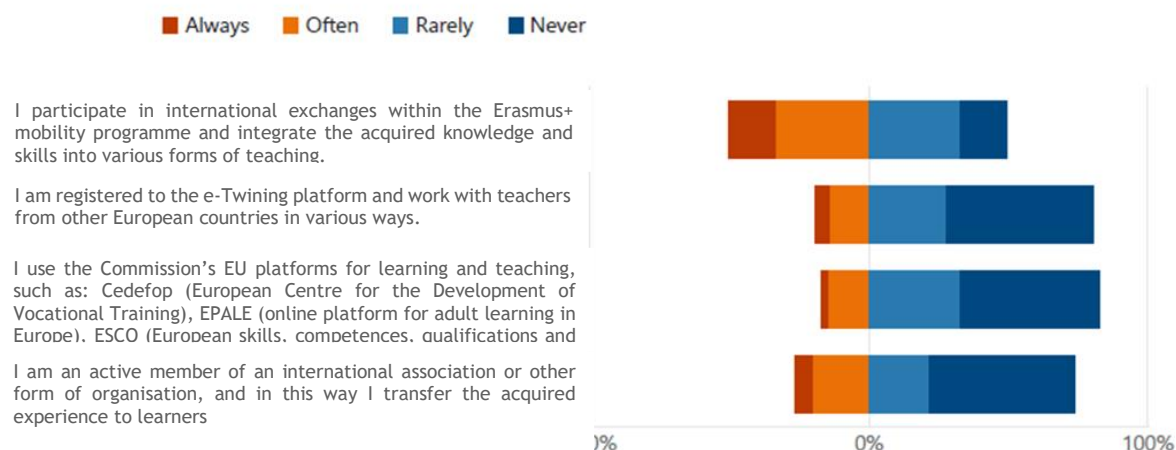 Always Often Rarely Never
I participate in international exchanges within the Erasmus+
mobility programme and integrate the acquired knowledge and
skills into various forms of teaching.
I am registered to the e-Twining platform and work with teachers
from other European countries in various ways.
I use the Commission's EU platforms for learning and teaching,
such as: Cedefop (European Centre for the Development of
Vocational Training), EPALE (online platform for adult learning in
Europe), ESCO (European skills, competences, qualifications and
I am an active member of an international association or other
form of organisation, and in this way I transfer the acquired
experience to learners
0% 100%